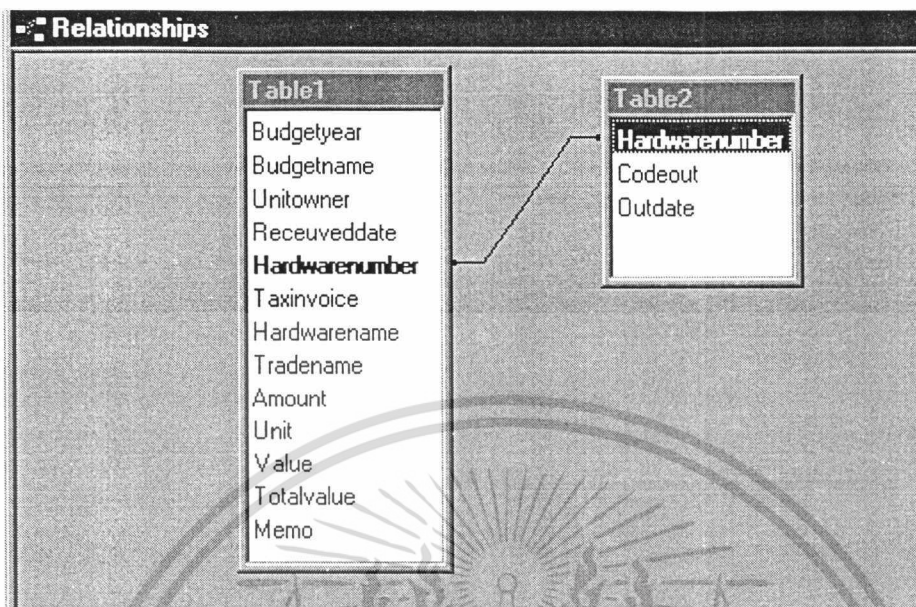 Relationships
Table1
Budgetyear
Budgetname
Unitowner
Receuveddate
Hardwarenumber
Taxinvoice
Hardwarename
Tradename
Amount
Unit
Value
Totalvalue
Memo
Table2
Hardwarenumber
Codeout
Outdate